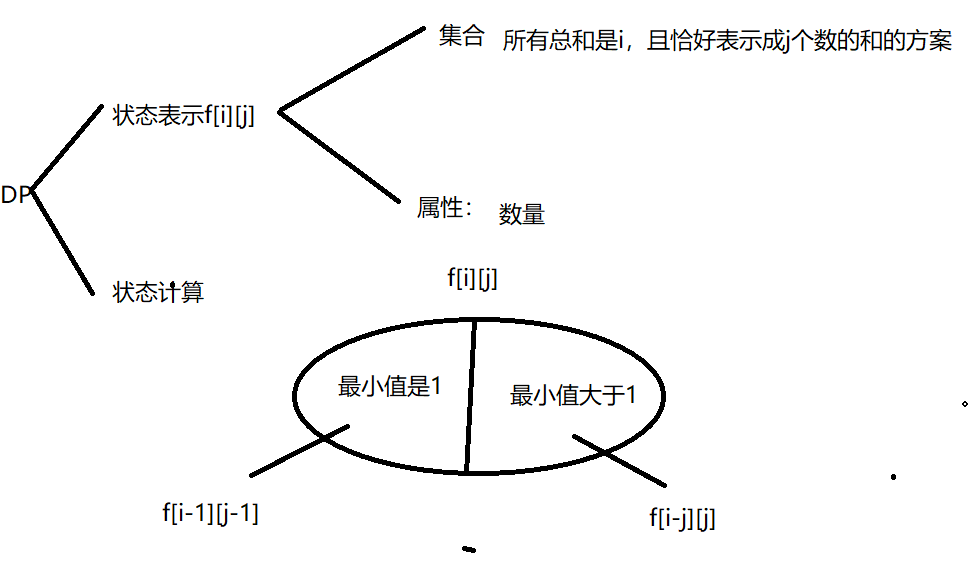 集合 所有总和是i，且恰好表示成j个数的和的方案
状态表示f[i][j]
DP
属性： 数量
状态计算
f[i][j]
最小值是1 最小值大于1
f[i-1][j-1] f[i-j][j]